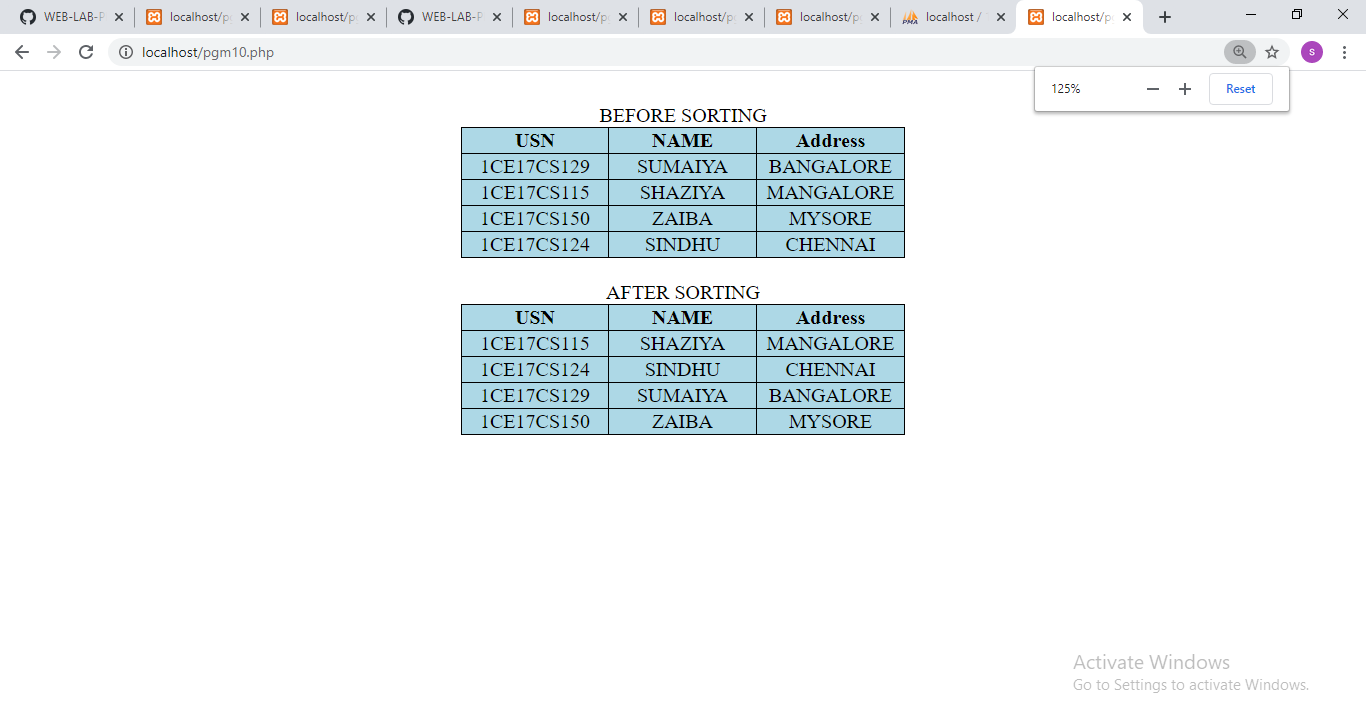 WEB-LAB-P localhost/p localhost/p WEB-LAB-P localhost/p localhost/p localhost/p localhost / localhost/p
localhost/pgm10.php
S
125% Reset
BEFORE SORTING
USN NAME Address
1CE17CS129 SUMAIYA BANGALORE
1CE17CS115 SHAZIYA MANGALORE
1CE17CS150 ZAIBA MYSORE
1CE17CS124 SINDHU CHENNAI
AFTER SORTING
USN NAME Address
1CE17CS115 SHAZIYA MANGALORE
1CE17CS124 SINDHU CHENNAI
1CE17CS129 SUMAIYA BANGALORE
1CE17CS150 ZAIBA MYSORE
Activate Windows
Go to Settings to activate Windows.